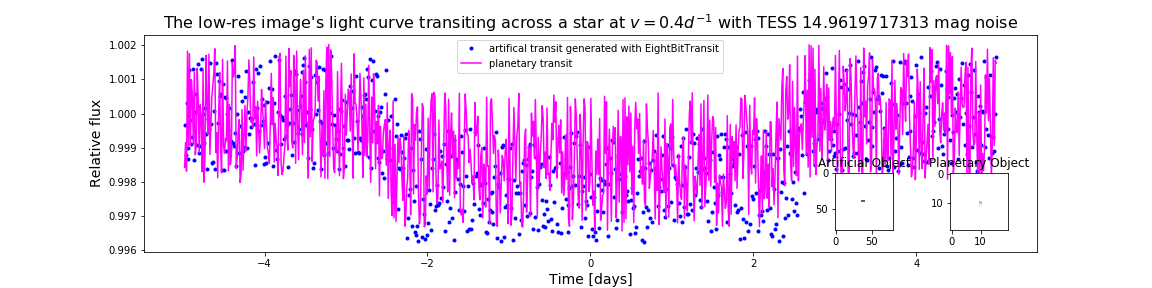 The low-res image's light curve transiting across a star at v = 0.4d⁻¹ with TESS 14.9619717313 mag noise
artifical transit generated with EightBitTransit
planetary transit
Relative flux
1.002
1.001
1.000
0.999
0.998
0.997
0.996
−4
−2
0
2
4
Time [days]
Artificial Object
0
50
0
50
Planetary Object
0
10
0
10